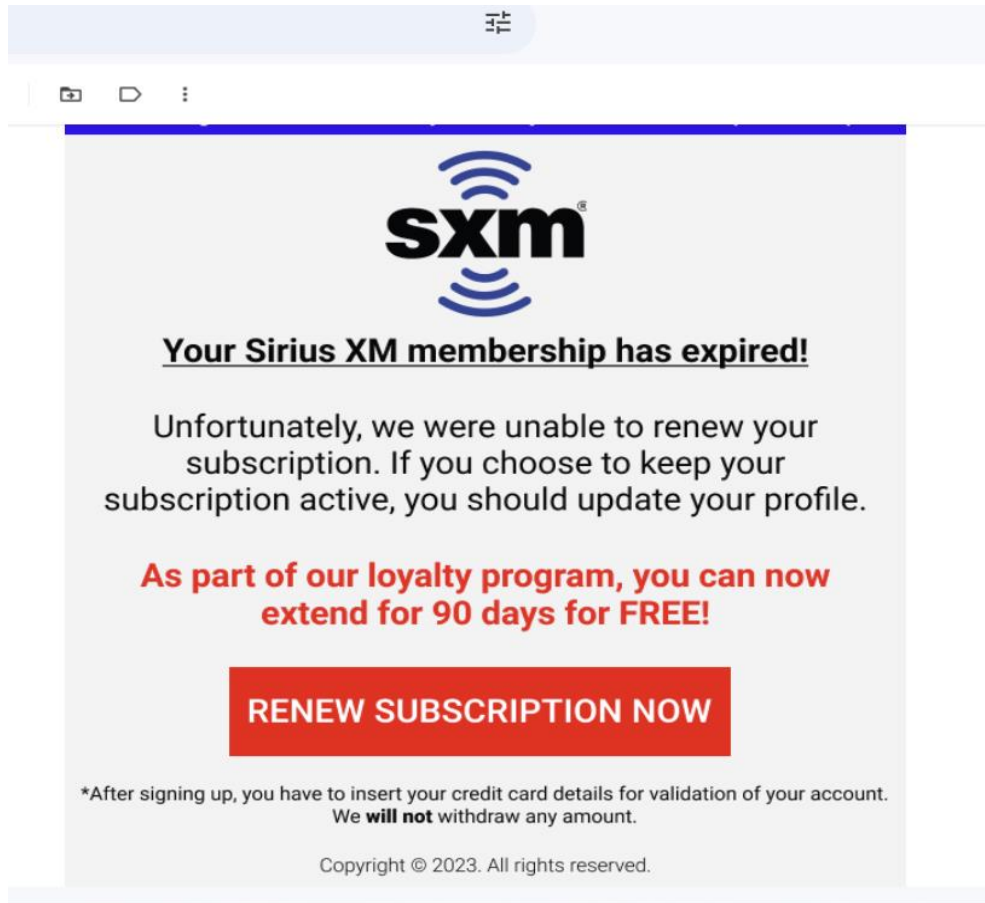 sxm®
Your Sirius XM membership has expired!
Unfortunately, we were unable to renew your
subscription. If you choose to keep your
subscription active, you should update your profile.
As part of our loyalty program, you can now
extend for 90 days for FREE!
RENEW SUBSCRIPTION NOW
*After signing up, you have to insert your credit card details for validation of your account.
We will not withdraw any amount.
Copyright © 2023. All rights reserved.